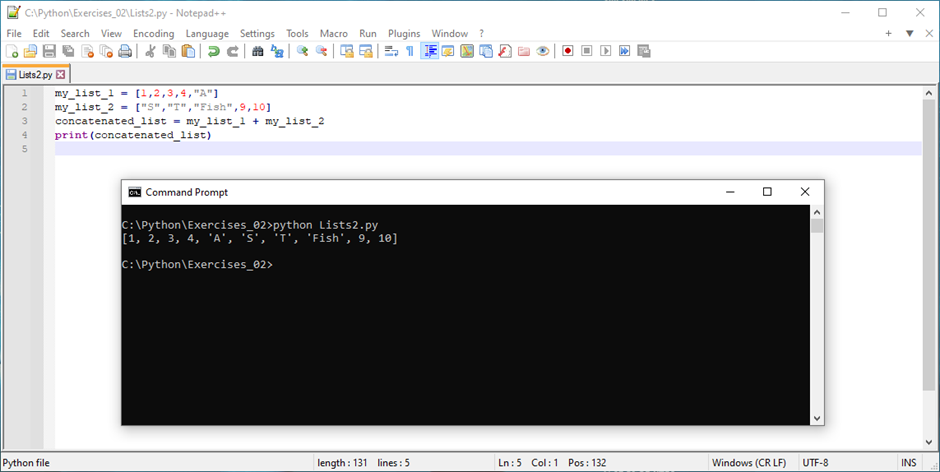 C:\Python\Exercises_02\Lists2.py - Notepad++
File Edit Search View Encoding Language Settings Tools Macro Run Plugins Window ?
Lists2.py
1 my_list_1 = [1,2,3,4,"A"]
2 my_list_2 = ["S","T","Fish",9,10]
3 concatenated_list = my_list_1 + my_list_2
4 print(concatenated_list)
5
Command Prompt
C:\Python\Exercises_02>python Lists2.py
[1, 2, 3, 4, 'A', 'S', 'T', 'Fish', 9, 10]
C:\Python\Exercises_02>
Python file length : 131 lines : 5 Ln : 5 Col : 1 Pos : 132 Windows (CR LF) UTF-8 INS